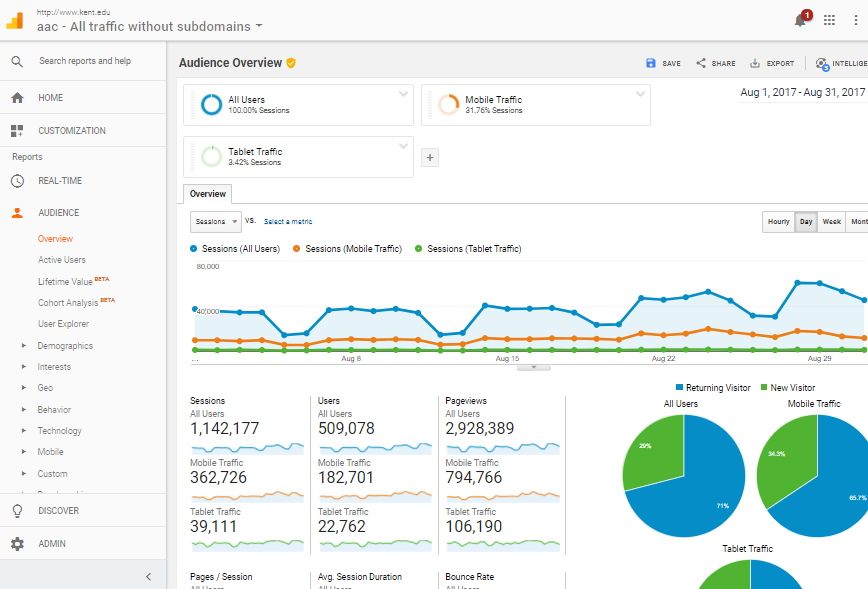 http://www.kent.edu
aac - All traffic without subdomains
1
Search reports and help
HOME
CUSTOMIZATION
Reports
REAL-TIME
AUDIENCE
Overview
Active Users
Lifetime Value BETA
Cohort Analysis BETA
User Explorer
Demographics
Interests
Geo
Behavior
Technology
Mobile
Custom
DISCOVER
ADMIN
Audience Overview
SAVE
SHARE
EXPORT
INTELLIGE
All Users
100.00% Sessions
Mobile Traffic
31.76% Sessions
Aug 1, 2017 - Aug 31, 2017
Tablet Traffic
3.42% Sessions
+
Overview
Sessions
VS.
Select a metric
Hourly
Day
Week
Mont
Sessions (All Users)
Sessions (Mobile Traffic)
Sessions (Tablet Traffic)
80,000
40,000
...
Aug 8
Aug 15
Aug 22
Aug 29
Sessions
All Users
1,142,177
Mobile Traffic
362,726
Tablet Traffic
39,111
Users
All Users
509,078
Mobile Traffic
182,701
Tablet Traffic
22,762
Pageviews
All Users
2,928,389
Mobile Traffic
794,766
Tablet Traffic
106,190
Returning Visitor
New Visitor
All Users
29%
71%
Mobile Traffic
34.3%
65.7%
Tablet Traffic
Pages / Session
Avg. Session Duration
Bounce Rate